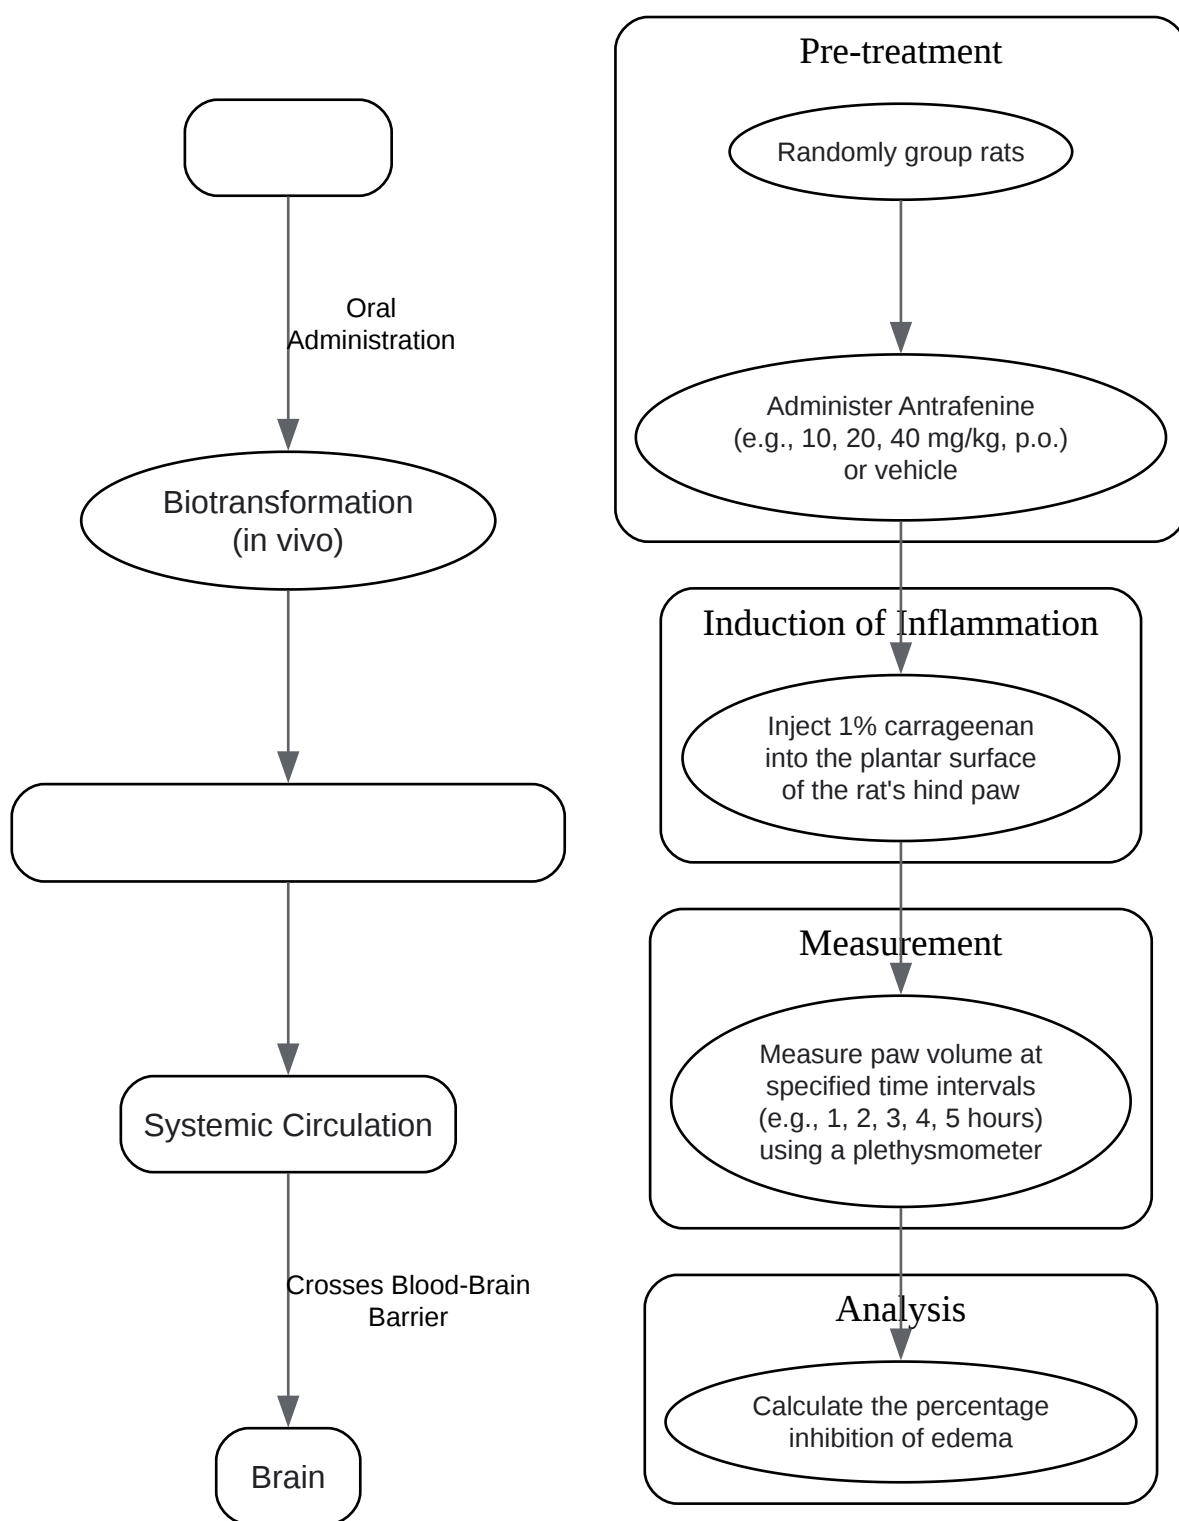 Oral
Administration
Biotransformation
(in vivo)
Systemic Circulation
Crosses Blood-Brain
Barrier
Brain
Pre-treatment
Randomly group rats
Administer Antrafenine
(e.g., 10, 20, 40 mg/kg, p.o.)
or vehicle
Induction of Inflammation
Inject 1% carrageenan
into the plantar surface
of the rat's hind paw
Measurement
Measure paw volume at
specified time intervals
(e.g., 1, 2, 3, 4, 5 hours)
using a plethysmometer
Analysis
Calculate the percentage
inhibition of edema